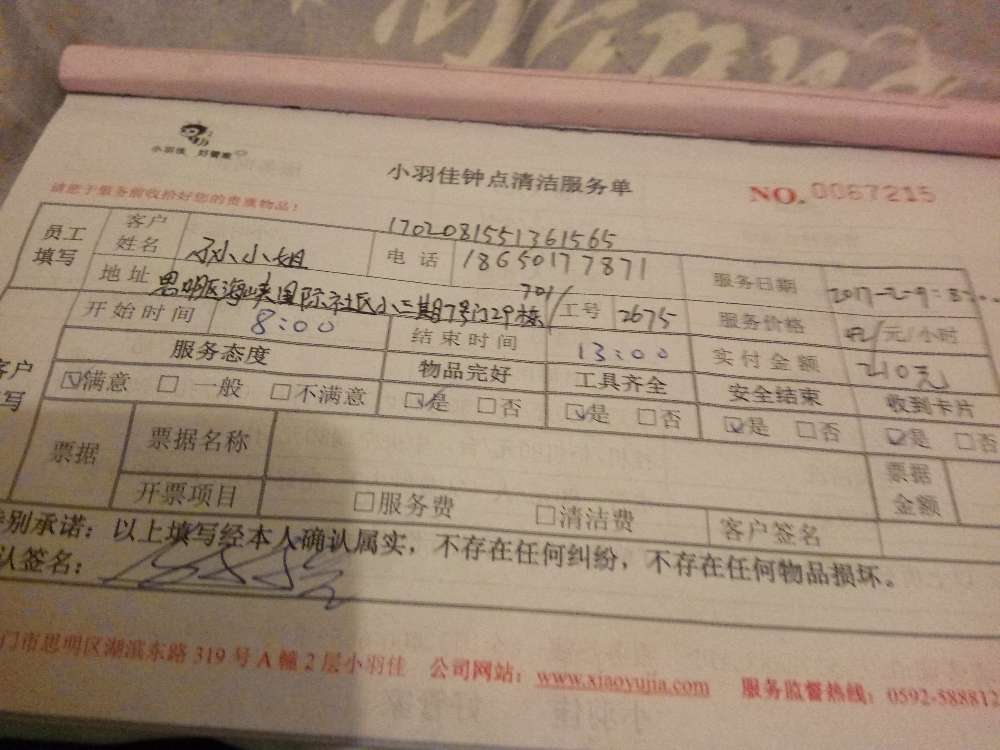 小羽佳 好管家
小羽佳钟点清洁服务单
NO. 0067215
请您于服务前收拾好您的贵重物品!
1702081551361565
员工填写 客户姓名 孙小姐 电话 18650177871 服务日期 2017-2-9
地址 思明区海峡国际社区 二期7号门29栋 701 工号 2675 服务价格 元/小时
开始时间 8:00 结束时间 13:00 实付金额 210元
服务态度 物品完好 工具齐全 安全结束 收到卡片
☑满意 □一般 □不满意 ☑是 □否 ☑是 □否 ☑是 □否 ☑是 □否
票据 票据名称 票据金额
开票项目 □服务费 □清洁费 客户签名
别承诺：以上填写经本人确认属实，不存在任何纠纷，不存在任何物品损坏。
签名：
门市思明区湖滨东路 319 号 A 幢 2 层小羽佳 公司网站：www.xiaoyujia.com 服务监督热线：0592-588812